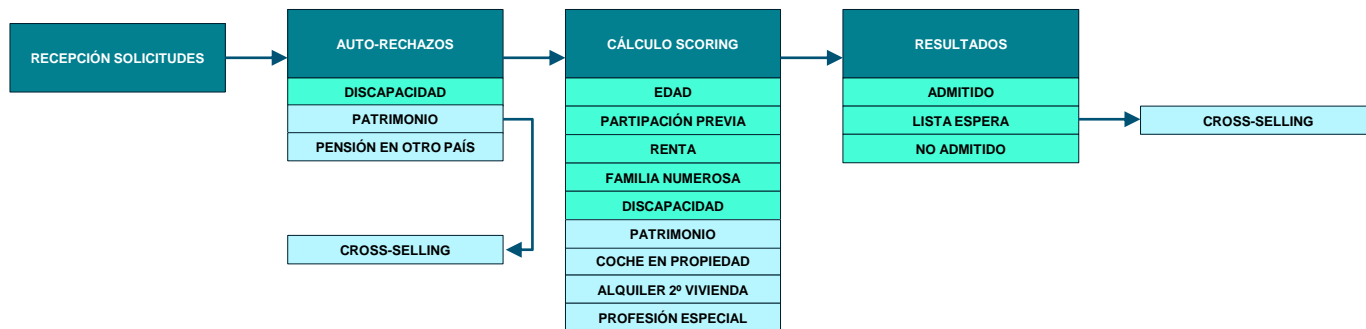 RECEPCIÓN SOLICITUDES
AUTO-RECHAZOS
DISCAPACIDAD
PATRIMONIO
PENSIÓN EN OTRO PAÍS
CROSS-SELLING
CÁLCULO SCORING
EDAD
PARTIPACIÓN PREVIA
RENTA
FAMILIA NUMEROSA
DISCAPACIDAD
PATRIMONIO
COCHE EN PROPIEDAD
ALQUILER 2º VIVIENDA
PROFESIÓN ESPECIAL
RESULTADOS
ADMITIDO
LISTA ESPERA
NO ADMITIDO
CROSS-SELLING